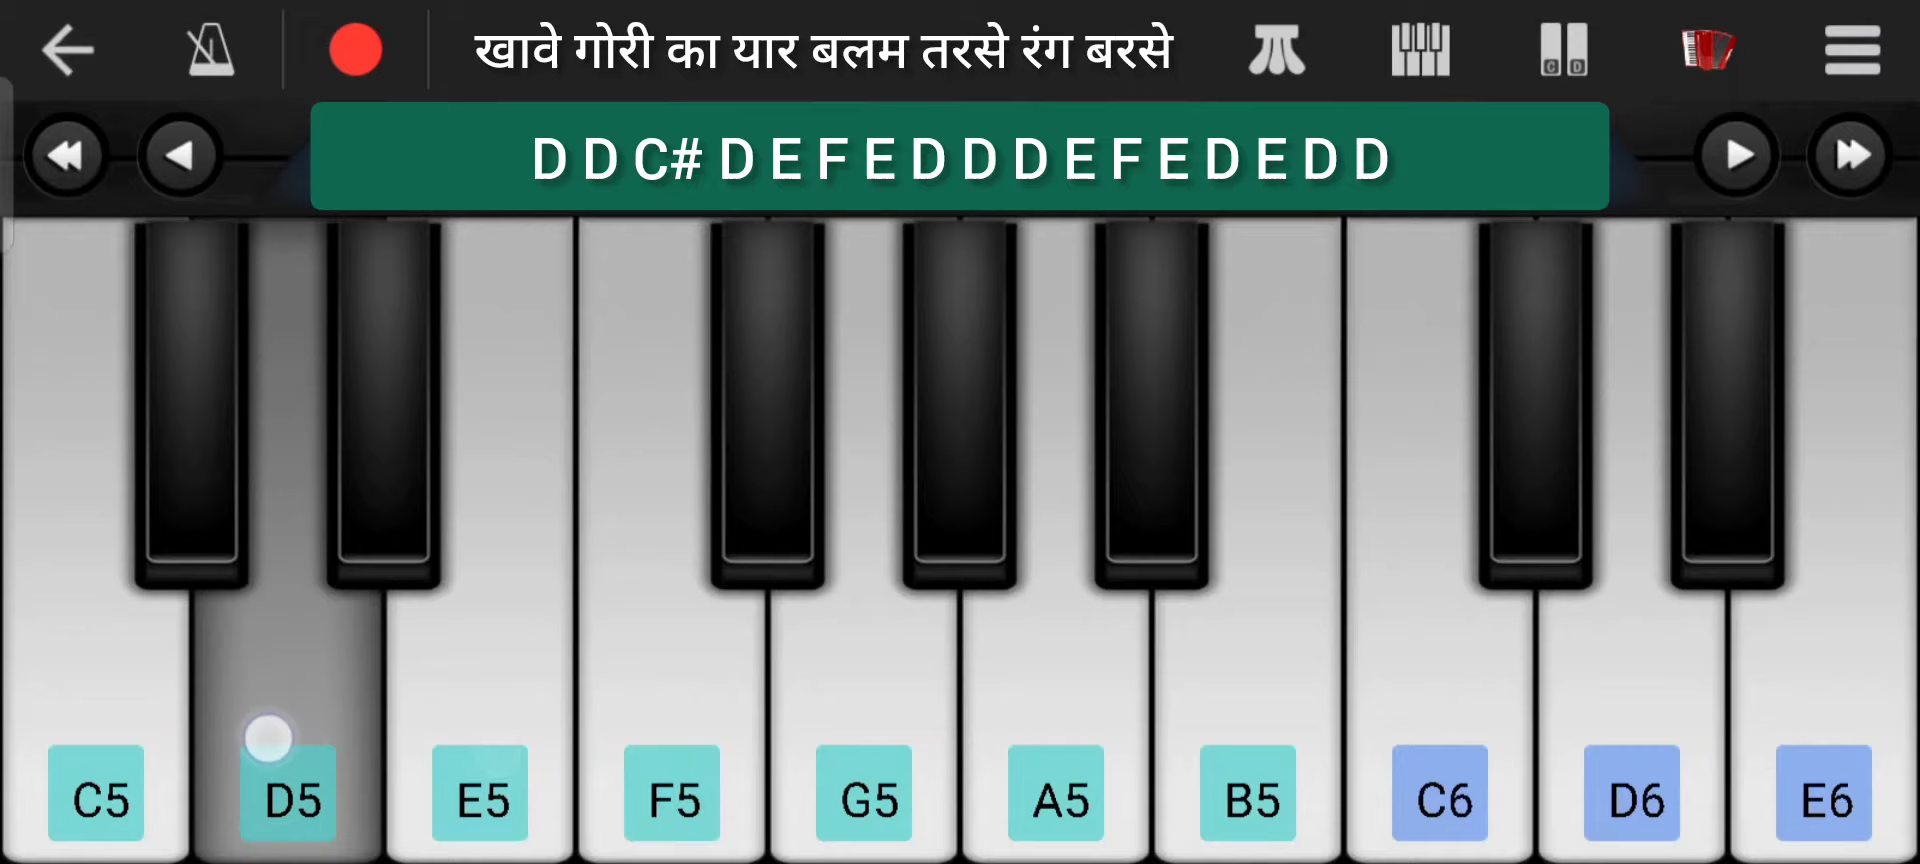 खावे गोरी का यार बलम तरसे रंग बरसे
D D C# D E F E D D D E F E D E D D
C D
C5 D5 E5 F5 G5 A5 B5 C6 D6 E6